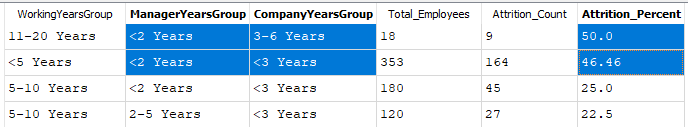 WorkingYearsGroup ManagerYearsGroup CompanyYearsGroup Total_Employees Attrition_Count Attrition_Percent
11-20 Years <2 Years 3-6 Years 18 9 50.0
<5 Years <2 Years <3 Years 353 164 46.46
5-10 Years <2 Years <3 Years 180 45 25.0
5-10 Years 2-5 Years <3 Years 120 27 22.5